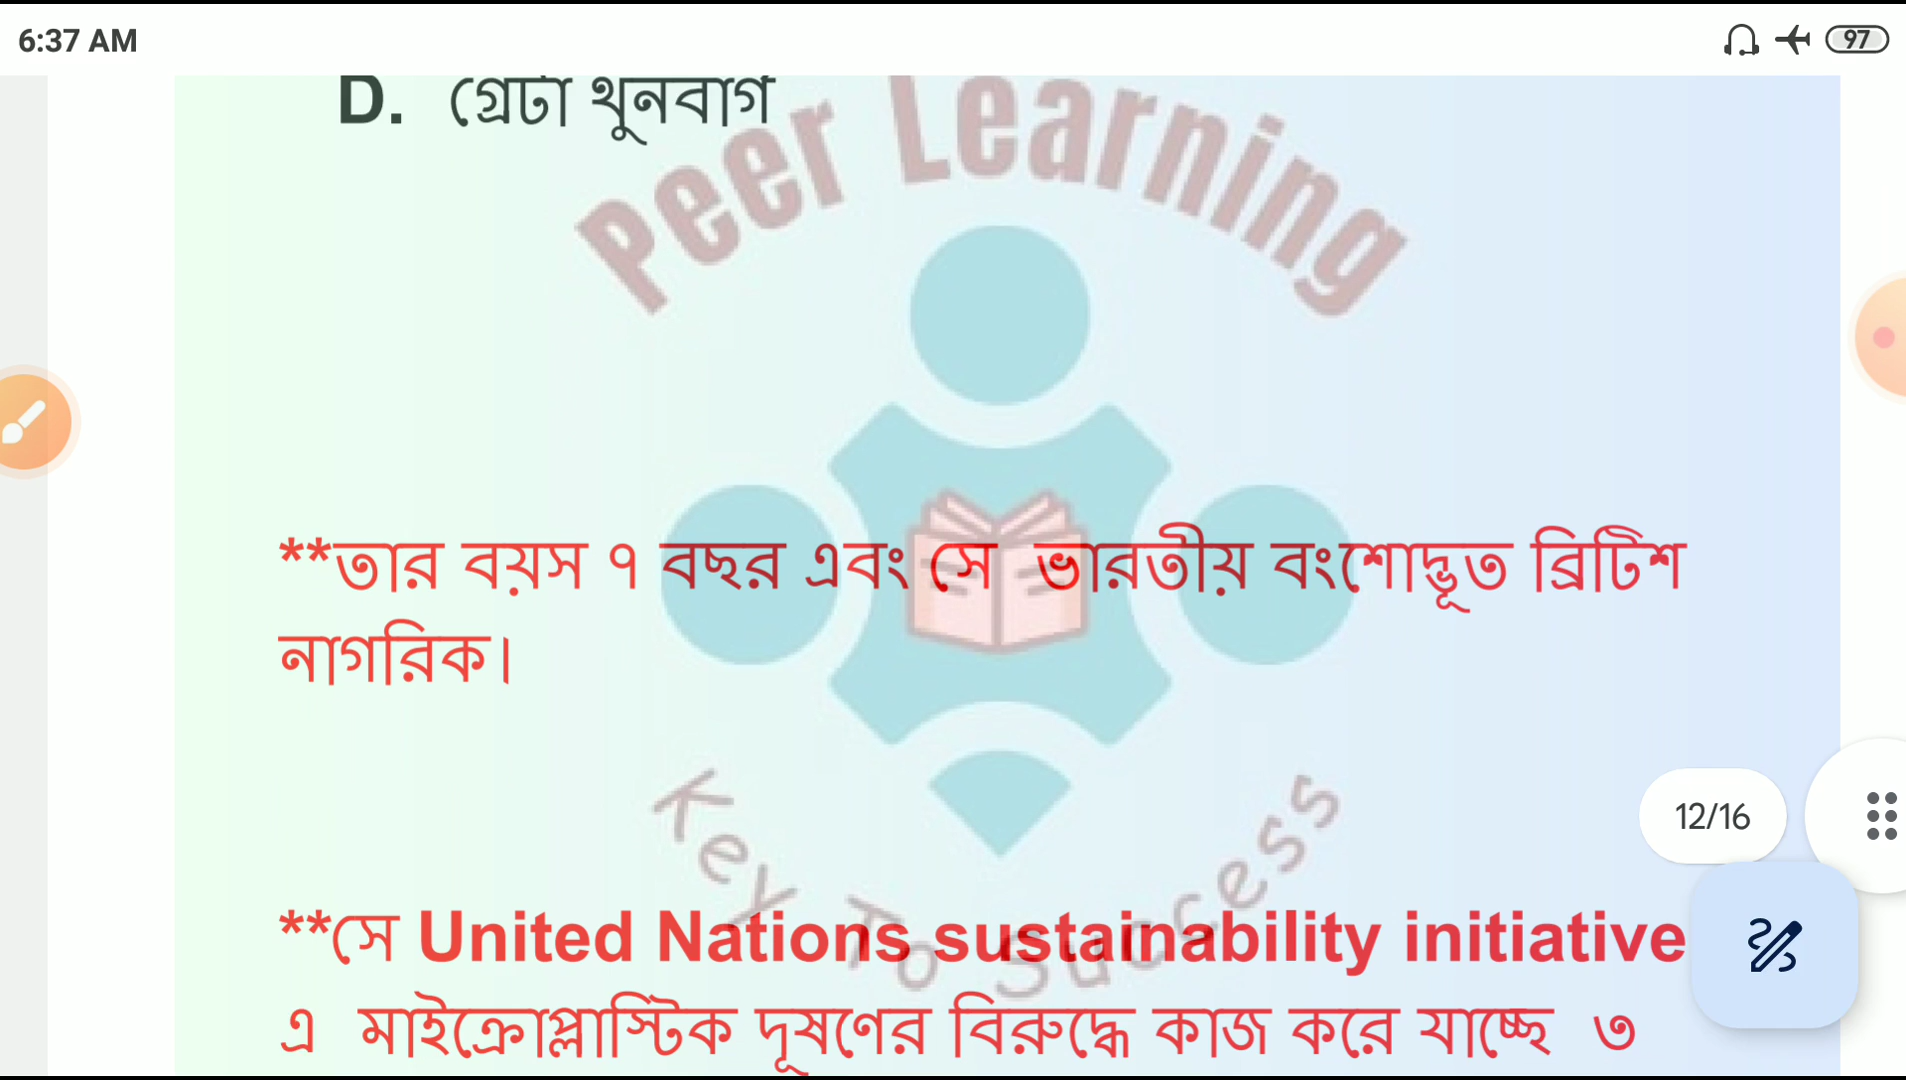 6:37 AM
97
D. গ্রেটা থুনবার্গ
Peer Learning
**তার বয়স ৭ বছর এবং সে ভারতীয় বংশোদ্ভূত ব্রিটিশ
নাগরিক।
12/16
Key To Success
**সে United Nations sustainability initiative
এ মাইক্রোপ্লাস্টিক দূষণের বিরুদ্ধে কাজ করে যাচ্ছে ৩